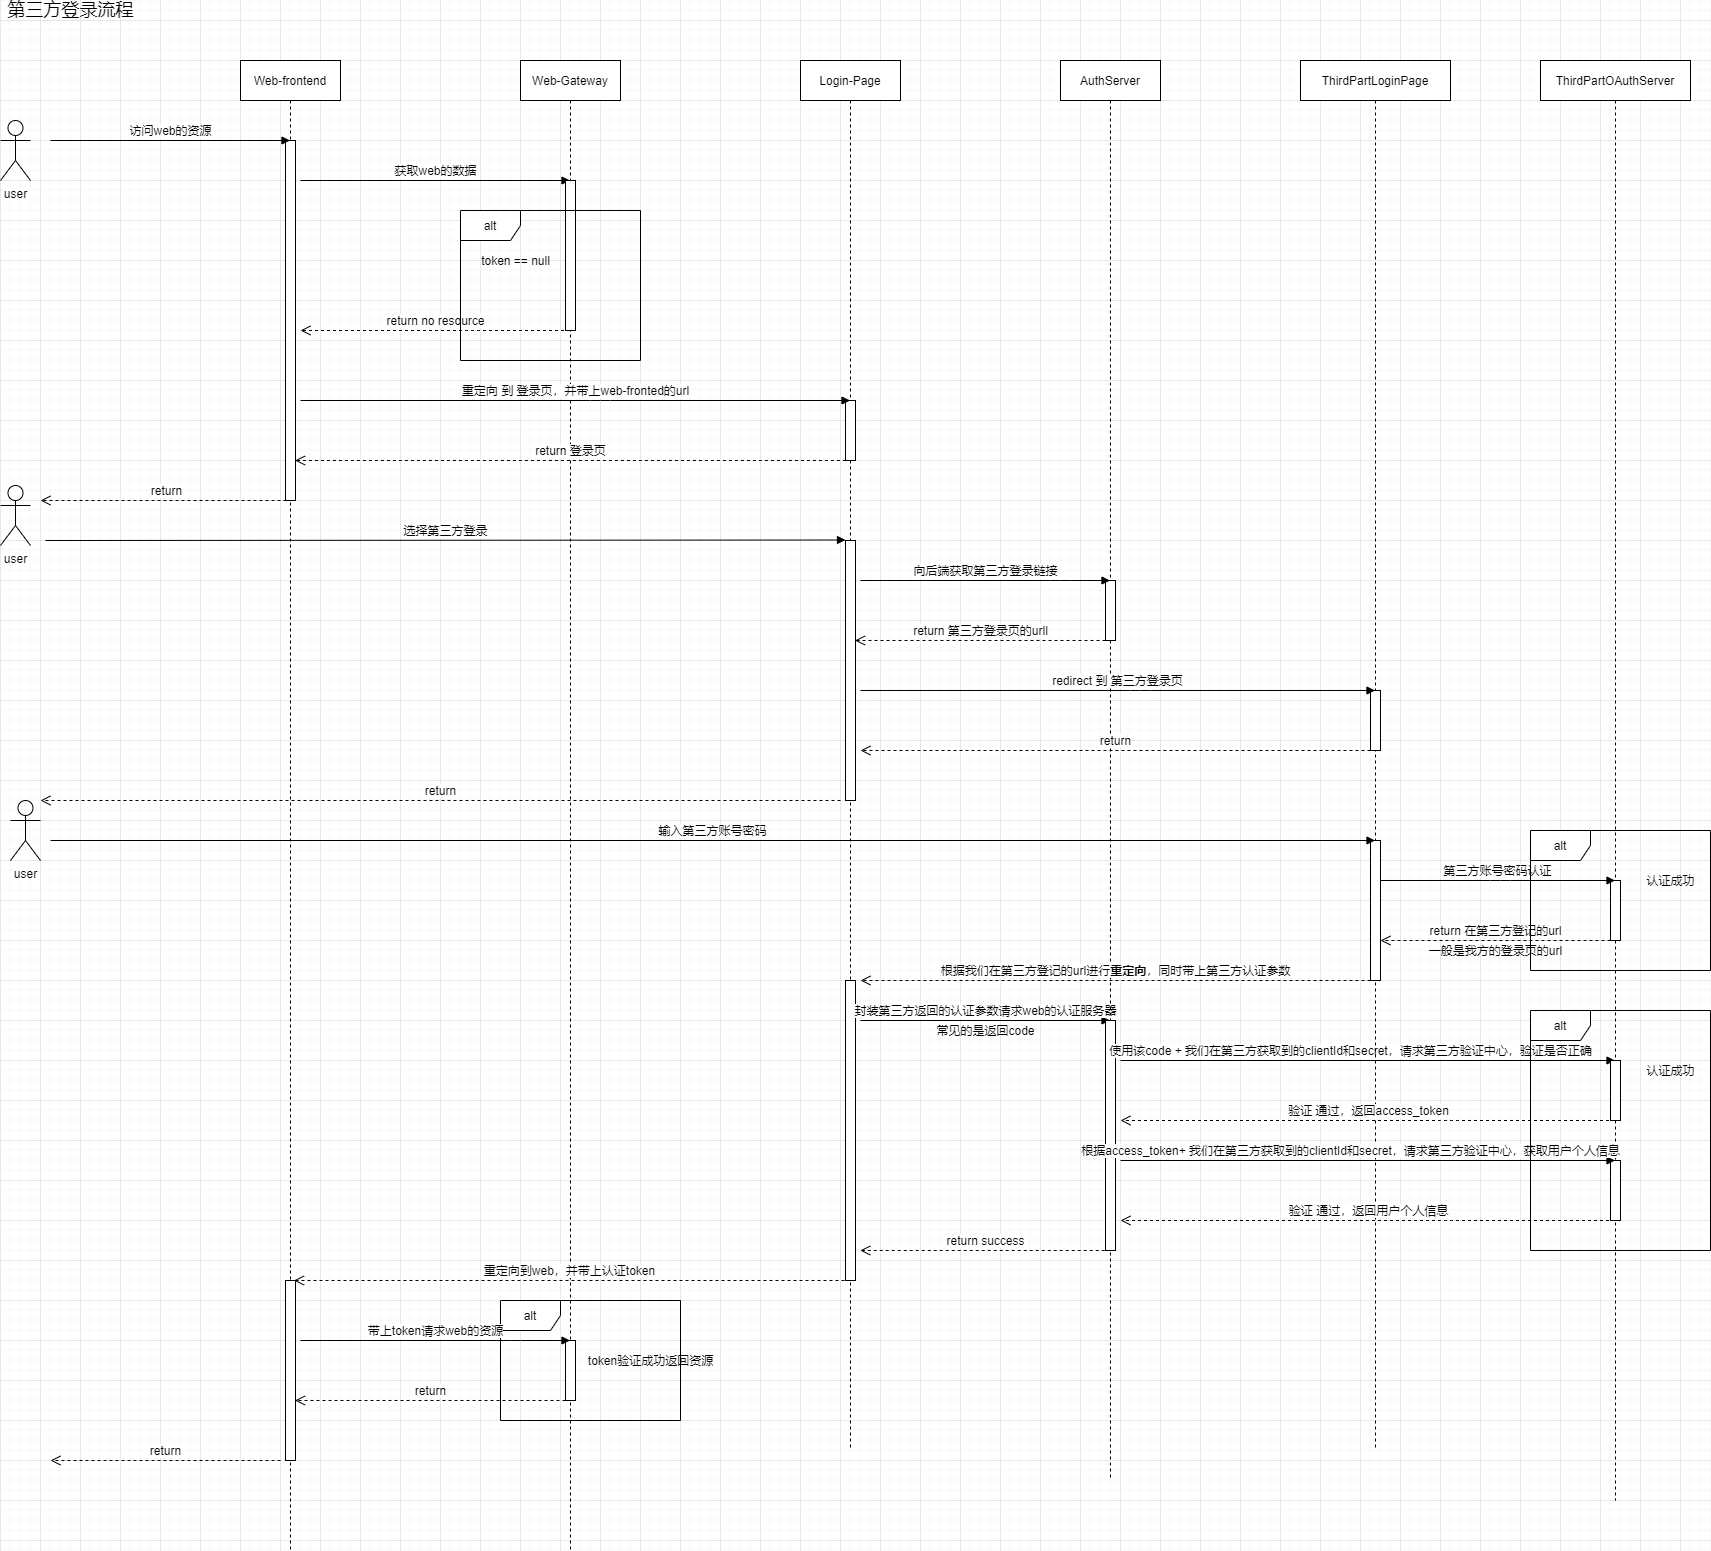 第三方登录流程
Web-frontend
Web-Gateway
Login-Page
AuthServer
ThirdPartLoginPage
ThirdPartOAuthServer
访问web的资源
获取web的数据
user
alt
token == null
return no resource
重定向 到 登录页，并带上web-fronted的url
return 登录页
return
选择第三方登录
user
向后端获取第三方登录链接
return 第三方登录页的urll
redirect 到 第三方登录页
return
return
输入第三方账号密码
alt
user
第三方账号密码认证
认证成功
return 在第三方登记的url
一般是我方的登录页的url
根据我们在第三方登记的url进行重定向，同时带上第三方认证参数
封装第三方返回的认证参数请求web的认证服务器
常见的是返回code
alt
使用该code + 我们在第三方获取到的clientId和secret，请求第三方验证中心，验证是否正确
认证成功
验证 通过，返回access_token
根据access_token+ 我们在第三方获取到的clientId和secret，请求第三方验证中心，获取用户个人信息
验证 通过，返回用户个人信息
return success
重定向到web，并带上认证token
alt
带上token请求web的资源
token验证成功返回资源
return
return